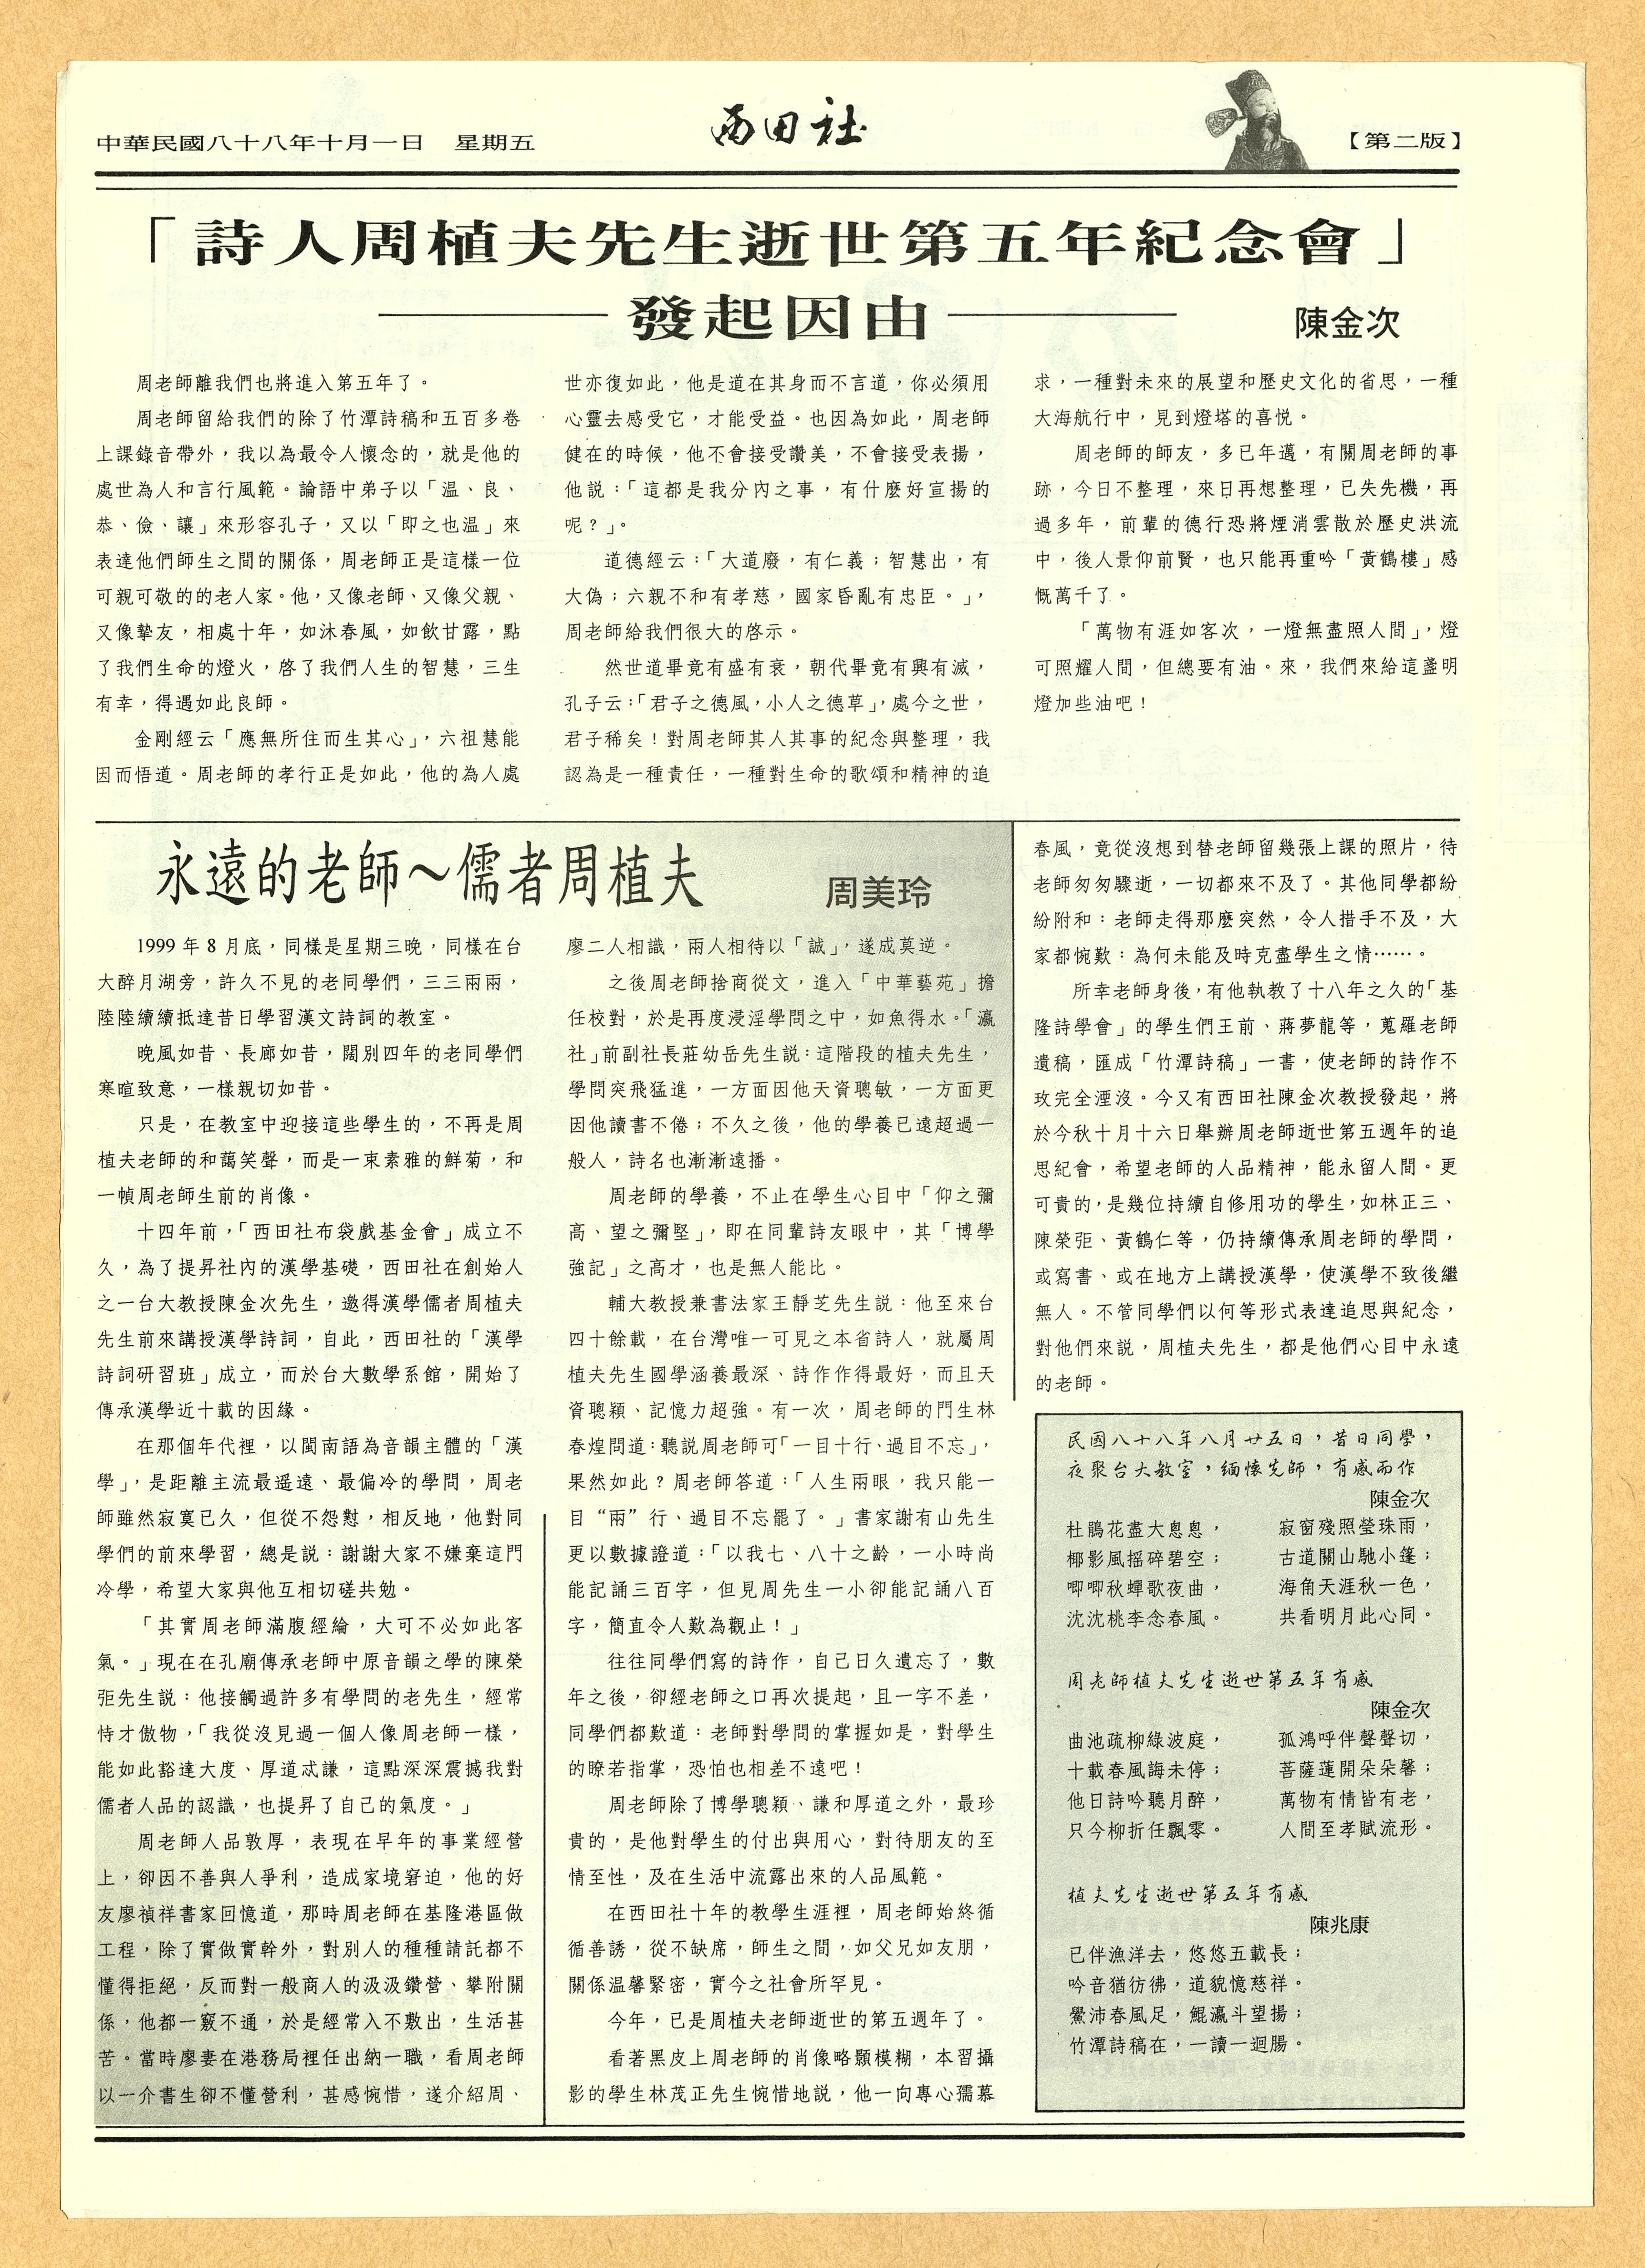 中華民國八十八年十月一日　星期五
西田社
【第二版】
「詩人周植夫先生逝世第五年紀念會」
發起因由
陳金次
周老師離我們也將進入第五年了。
周老師留給我們的除了竹潭詩稿和五百多卷
上課錄音帶外，我以為最令人懷念的，就是他的
處世為人和言行風範。論語中弟子以「温、良、
恭、儉、讓」來形容孔子，又以「即之也温」來
表達他們師生之間的關係，周老師正是這樣一位
可親可敬的的老人家。他，又像老師、又像父親、
又像摯友，相處十年，如沐春風，如飲甘露，點
了我們生命的燈火，啓了我們人生的智慧，三生
有幸，得遇如此良師。
金剛經云「應無所住而生其心」，六祖慧能
因而悟道。周老師的孝行正是如此，他的為人處
世亦復如此，他是道在其身而不言道，你必須用
心靈去感受它，才能受益。也因為如此，周老師
健在的時候，他不會接受讚美，不會接受表揚，
他說：「這都是我分內之事，有什麼好宣揚的
呢？」。
道德經云：「大道廢，有仁義；智慧出，有
大偽；六親不和有孝慈，國家昏亂有忠臣。」，
周老師給我們很大的啓示。
然世道畢竟有盛有衰，朝代畢竟有興有滅，
孔子云：「君子之德風，小人之德草」，處今之世，
君子稀矣！對周老師其人其事的紀念與整理，我
認為是一種責任，一種對生命的歌頌和精神的追
求，一種對未來的展望和歷史文化的省思，一種
大海航行中，見到燈塔的喜悦。
周老師的師友，多已年邁，有關周老師的事
跡，今日不整理，來日再想整理，已失先機，再
過多年，前輩的德行恐將煙消雲散於歷史洪流
中，後人景仰前賢，也只能再重吟「黃鶴樓」感
慨萬千了。
「萬物有涯如客次，一燈無盡照人間」，燈
可照耀人間，但總要有油。來，我們來給這盞明
燈加些油吧！
永遠的老師～儒者周植夫
周美玲
1999 年 8 月底，同樣是星期三晚，同樣在台
大醉月湖旁，許久不見的老同學們，三三兩兩，
陸陸續續抵達昔日學習漢文詩詞的教室。
晚風如昔、長廊如昔，闊別四年的老同學們
寒暄致意，一樣親切如昔。
只是，在教室中迎接這些學生的，不再是周
植夫老師的和藹笑聲，而是一束素雅的鮮菊，和
一幀周老師生前的肖像。
十四年前，「西田社布袋戲基金會」成立不
久，為了提昇社內的漢學基礎，西田社在創始人
之一台大教授陳金次先生，邀得漢學儒者周植夫
先生前來講授漢學詩詞，自此，西田社的「漢學
詩詞研習班」成立，而於台大數學系館，開始了
傳承漢學近十載的因緣。
在那個年代裡，以閩南語為音韻主體的「漢
學」，是距離主流最遥遠、最偏冷的學問，周老
師雖然寂寞已久，但從不怨懟，相反地，他對同
學們的前來學習，總是說：謝謝大家不嫌棄這門
冷學，希望大家與他互相切磋共勉。
「其實周老師滿腹經綸，大可不必如此客
氣。」現在在孔廟傳承老師中原音韻之學的陳榮
弡先生說：他接觸過許多有學問的老先生，經常
恃才傲物，「我從沒見過一個人像周老師一樣，
能如此豁達大度、厚道忒謙，這點深深震撼我對
儒者人品的認識，也提昇了自己的氣度。」
周老師人品敦厚，表現在早年的事業經營
上，卻因不善與人爭利，造成家境窘迫，他的好
友廖禎祥書家回憶道，那時周老師在基隆港區做
工程，除了實做實幹外，對別人的種種請託都不
懂得拒絕，反而對一般商人的汲汲鑽營、攀附關
係，他都一竅不通，於是經常入不敷出，生活甚
苦。當時廖妻在港務局裡任出納一職，看周老師
以一介書生卻不懂營利，甚感惋惜，遂介紹周、
廖二人相識，兩人相待以「誠」，遂成莫逆。
之後周老師捨商從文，進入「中華藝苑」擔
任校對，於是再度浸淫學問之中，如魚得水。「瀛
社」前副社長莊幼岳先生說：這階段的植夫先生，
學問突飛猛進，一方面因他天資聰敏，一方面更
因他讀書不倦；不久之後，他的學養已遠超過一
般人，詩名也漸漸遠播。
周老師的學養，不止在學生心目中「仰之彌
高、望之彌堅」，即在同輩詩友眼中，其「博學
強記」之高才，也是無人能比。
輔大教授兼書法家王靜芝先生說：他至來台
四十餘載，在台灣唯一可見之本省詩人，就屬周
植夫先生國學涵養最深、詩作作得最好，而且天
資聰穎、記憶力超強。有一次，周老師的門生林
春煌問道：聽說周老師可「一目十行、過目不忘」，
果然如此？周老師答道：「人生兩眼，我只能一
目“兩”行、過目不忘罷了。」書家謝有山先生
更以數據證道：「以我七、八十之齡，一小時尚
能記誦三百字，但見周先生一小卻能記誦八百
字，簡直令人歎為觀止！」
往往同學們寫的詩作，自己日久遺忘了，數
年之後，卻經老師之口再次提起，且一字不差，
同學們都歎道：老師對學問的掌握如是，對學生
的瞭若指掌，恐怕也相差不遠吧！
周老師除了博學聰穎、謙和厚道之外，最珍
貴的，是他對學生的付出與用心，對待朋友的至
情至性，及在生活中流露出來的人品風範。
在西田社十年的教學生涯裡，周老師始終循
循善誘，從不缺席，師生之間，如父兄如友朋，
關係温馨緊密，實今之社會所罕見。
今年，已是周植夫老師逝世的第五週年了。
看著黑皮上周老師的肖像略顯模糊，本習攝
影的學生林茂正先生惋惜地說，他一向專心孺慕
春風，竟從沒想到替老師留幾張上課的照片，待
老師匆匆驟逝，一切都來不及了。其他同學都紛
紛附和：老師走得那麼突然，令人措手不及，大
家都惋歎：為何未能及時克盡學生之情……。
所幸老師身後，有他執教了十八年之久的「基
隆詩學會」的學生們王前、蔣夢龍等，蒐羅老師
遺稿，匯成「竹潭詩稿」一書，使老師的詩作不
玫完全湮沒。今又有西田社陳金次教授發起，將
於今秋十月十六日舉辦周老師逝世第五週年的追
思紀會，希望老師的人品精神，能永留人間。更
可貴的，是幾位持續自修用功的學生，如林正三、
陳榮弡、黃鶴仁等，仍持續傳承周老師的學問，
或寫書、或在地方上講授漢學，使漢學不致後繼
無人。不管同學們以何等形式表達追思與紀念，
對他們來說，周植夫先生，都是他們心目中永遠
的老師。
民國八十八年八月廿五日，昔日同學，
夜聚台大教室，緬懷先師，有感而作
陳金次
杜鵑花盡大悤悤，　寂窗殘照瑩珠雨，
椰影風摇碎碧空；　古道關山馳小篷；
唧唧秋蟬歌夜曲，　海角天涯秋一色，
沈沈桃李念春風。　共看明月此心同。
周老師植夫先生逝世第五年有感
陳金次
曲池疏柳綠波庭，　孤鴻呼伴聲聲切，
十載春風誨未停；　菩薩蓮開朵朵馨；
他日詩吟聽月醉，　萬物有情皆有老，
只今柳折任飄零。　人間至孝賦流形。
植夫先生逝世第五年有感
陳兆康
已伴漁洋去，悠悠五載長；
吟音猶彷彿，道貌憶慈祥。
鱟沛春風足，鯤瀛斗望揚；
竹潭詩稿在，一讀一迴腸。